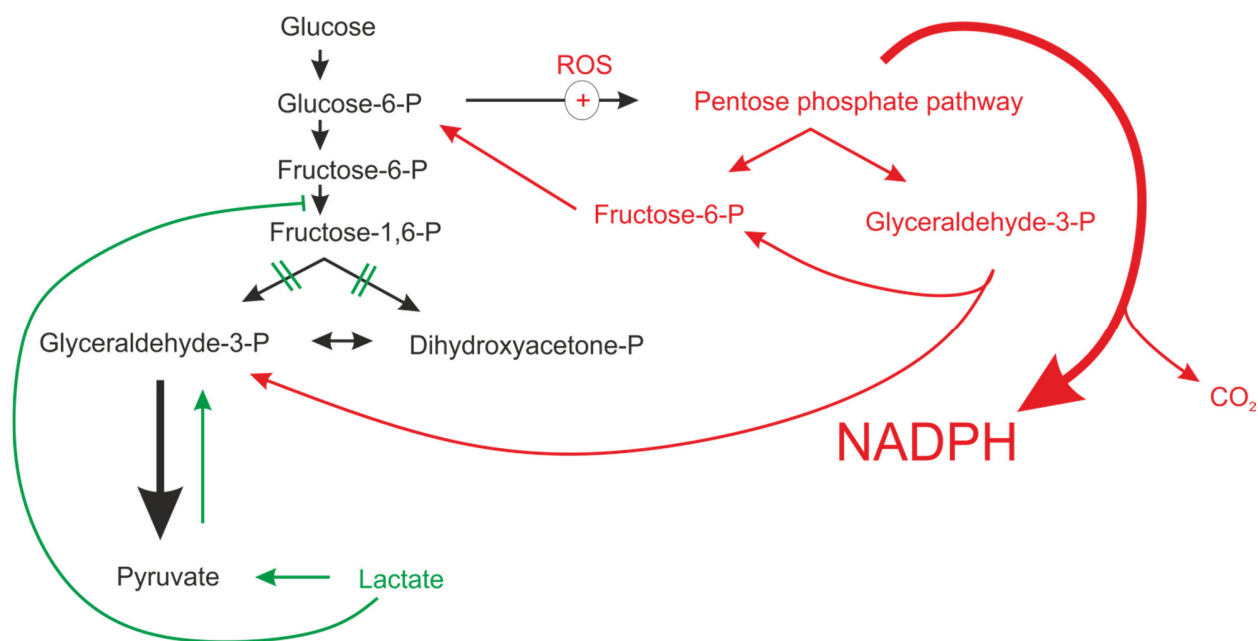 Glucose
ROS
+
Glucose-6-P
Pentose phosphate pathway
Fructose-6-P
Fructose-6-P
Glyceraldehyde-3-P
Fructose-1,6-P
Glyceraldehyde-3-P
Dihydroxyacetone-P
CO₂
NADPH
Pyruvate
Lactate